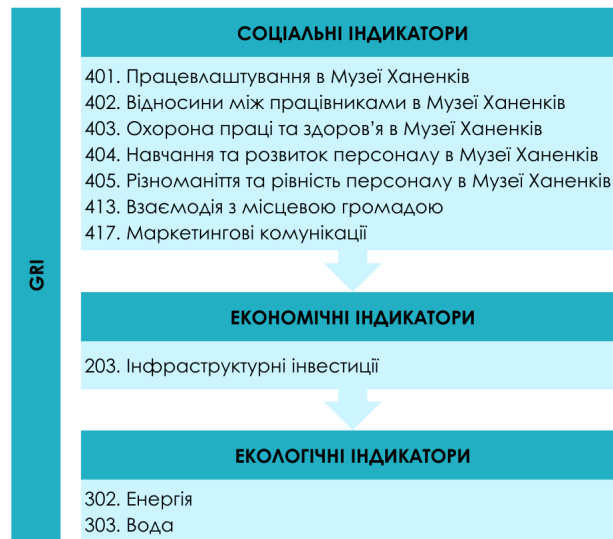 GRI
СОЦІАЛЬНІ ІНДИКАТОРИ
401. Працевлаштування в Музеї Ханенків
402. Відносини між працівниками в Музеї Ханенків
403. Охорона праці та здоров’я в Музеї Ханенків
404. Навчання та розвиток персоналу в Музеї Ханенків
405. Різноманіття та рівність персоналу в Музеї Ханенків
413. Взаємодія з місцевою громадою
417. Маркетингові комунікації
ЕКОНОМІЧНІ ІНДИКАТОРИ
203. Інфраструктурні інвестиції
ЕКОЛОГІЧНІ ІНДИКАТОРИ
302. Енергія
303. Вода